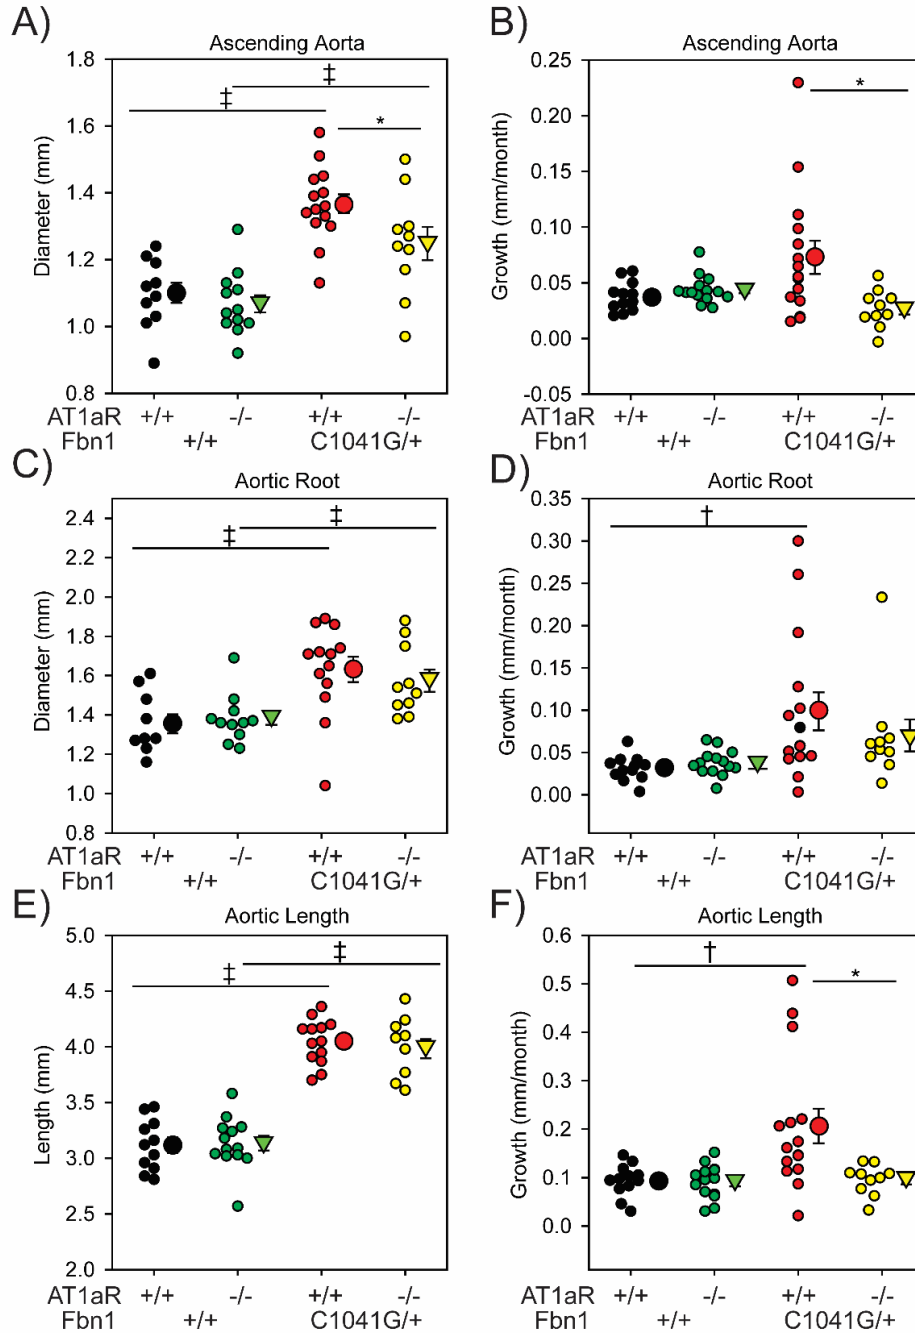 A)
Ascending Aorta
Diameter (mm)
1.8
1.6
1.4
1.2
1.0
0.8
‡
‡
*
AT1aR +/+ -/- +/+ -/-
Fbn1 +/+ C1041G/+
B)
Ascending Aorta
Growth (mm/month)
0.25
0.20
0.15
0.10
0.05
0.00
-0.05
*
+/+ -/- +/+ -/-
+/+ C1041G/+
C)
Aortic Root
Diameter (mm)
2.4
2.2
2.0
1.8
1.6
1.4
1.2
1.0
0.8
‡
‡
AT1aR +/+ -/- +/+ -/-
Fbn1 +/+ C1041G/+
D)
Aortic Root
Growth (mm/month)
0.35
0.30
0.25
0.20
0.15
0.10
0.05
0.00
†
+/+ -/- +/+ -/-
+/+ C1041G/+
E)
Aortic Length
Length (mm)
5.0
4.5
4.0
3.5
3.0
2.5
2.0
‡
‡
AT1aR +/+ -/- +/+ -/-
Fbn1 +/+ C1041G/+
F)
Aortic Length
Growth (mm/month)
0.6
0.5
0.4
0.3
0.2
0.1
0.0
†
*
+/+ -/- +/+ -/-
+/+ C1041G/+